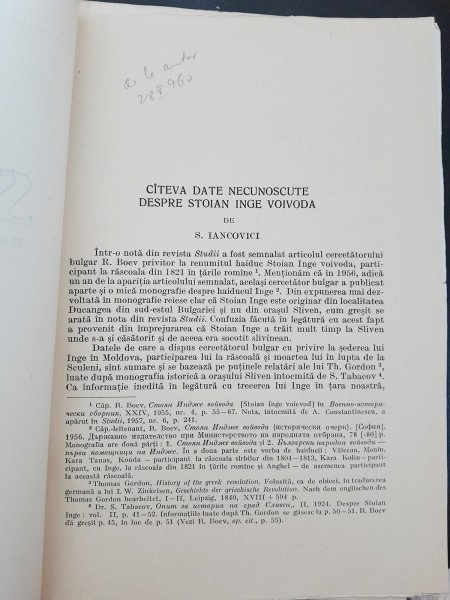 de la autor
28 X 960
CÎTEVA DATE NECUNOSCUTE
DESPRE STOIAN INGE VOIVODA
DE
S. IANCOVICI
Într-o notă din revista Studii a fost semnalat articolul cercetătorului
bulgar R. Boev privitor la renumitul haiduc Stoian Inge voivoda, parti-
cipant la răscoala din 1821 în țările romîne ¹. Menționăm că în 1956, adică
un an de la apariția articolului semnalat, același cercetător bulgar a publicat
aparte și o mică monografie despre haiducul Inge ². Din expunerea mai dez-
voltată în monografie reiese clar că Stoian Inge este originar din localitatea
Ducangea din sud-estul Bulgariei și nu din orașul Sliven, cum greșit se
arată în nota din revista Studii. Confuzia făcută în legătură cu acest fapt
a provenit din împrejurarea că Stoian Inge a trăit mult timp la Sliven
unde s-a și căsătorit și de aceea era socotit slivinean.
Datele de care a dispus cercetătorul bulgar cu privire la șederea lui
Inge în Moldova, participarea lui la răscoală și moartea lui în lupta de la
Sculeni, sînt sumare și se bazează pe puținele relatări ale lui Th. Gordon ³,
luate după monografia istorică a orașului Sliven întocmită de S. Tabacov ⁴.
Ca informație inedită în legătură cu trecerea lui Inge în țara noastră,
¹ Căp. R. Boev, Стоян Индже войвода [Stoian Inge voivod] în Военно-истори-
чески сборник, XXIV, 1955, nr. 4, p. 55—67. Nota, întocmită de A. Constantinescu, a
apărut în Studii, 1957, nr. 6, p. 241.
² Căp.-leitenant, R. Boev, Стоян Индже войвода [исторически очерк]. [София],
1956. Държавно издателство при Министерството на народната отбрана, 78 [-80] p.
Monografia are două părți: 1. Стоян Индже войвода și 2. Български народни войводи —
първи помощници на Индже. În a doua parte este vorba de haiducii: Vălcean, Moniu,
Kara Tanas, Konda — participanți la răscoala sîrbilor din 1804—1813, Kara Koliu — parti-
cipant, cu Inge, la răscoala din 1821 în țările romîne și Anghel — de asemenea participant
la această răscoală.
³ Thomas Gordon, History of the greek revolution. Folosită, ca de obicei, în traducerea
germană a lui I. W. Zinkeisen, Geschichte der griechische Revolution. Nach dem englischen des
Thomas Gordon bearbeitet, I—II, Leipzig, 1840, XVIII + 594 p.
⁴ Dr. S. Tabacov, Опит за история на град Сливен, II, 1924. Despre Stoian
Inge: vol. II, p. 41—52. Informațiile luate după Th. Gordon se găsesc la p. 50—51. R. Boev
dă greșit p. 45, în loc de p. 51 (Vezi R. Boev, op. cit., p. 55).